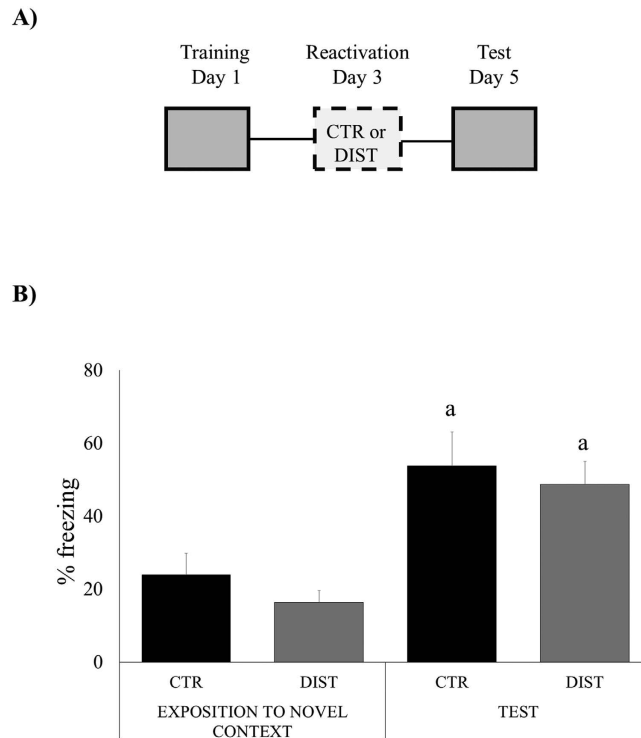 A)
Training Reactivation Test
Day 1 Day 3 Day 5
CTR or
DIST
B)
80
60
40
20
0
% freezing
a
a
CTR DIST CTR DIST
EXPOSITION TO NOVEL TEST
CONTEXT